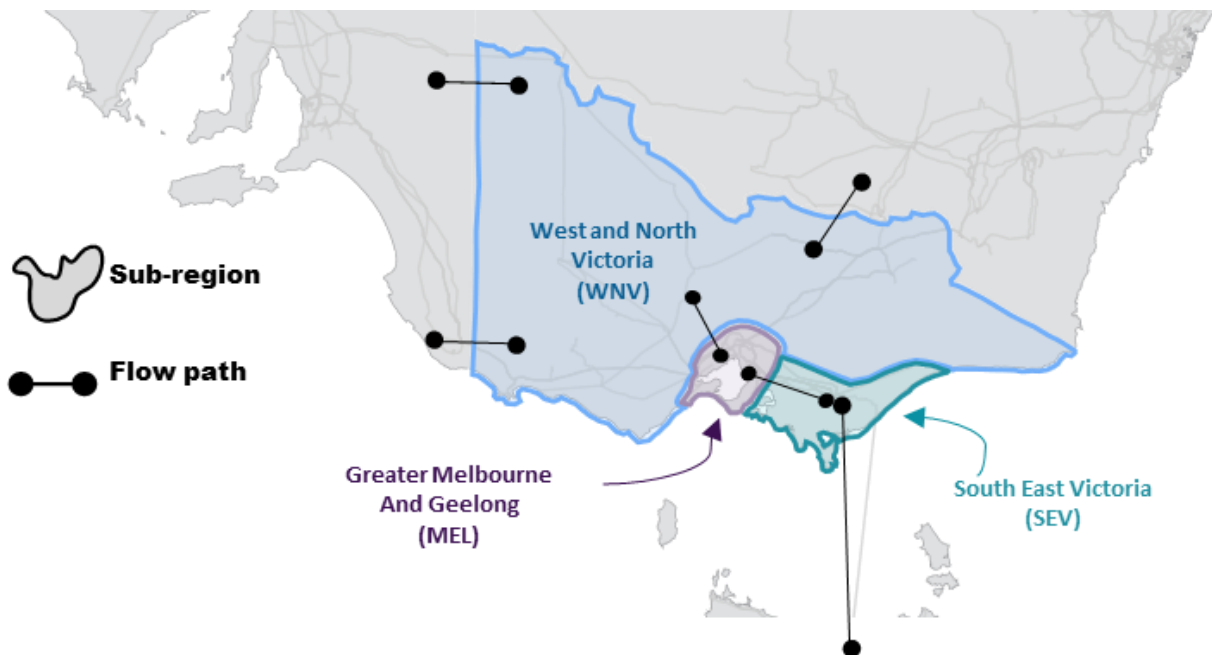 West and North
Victoria
(WNV)
Sub-region
Flow path
Greater Melbourne
And Geelong
(MEL)
South East Victoria
(SEV)